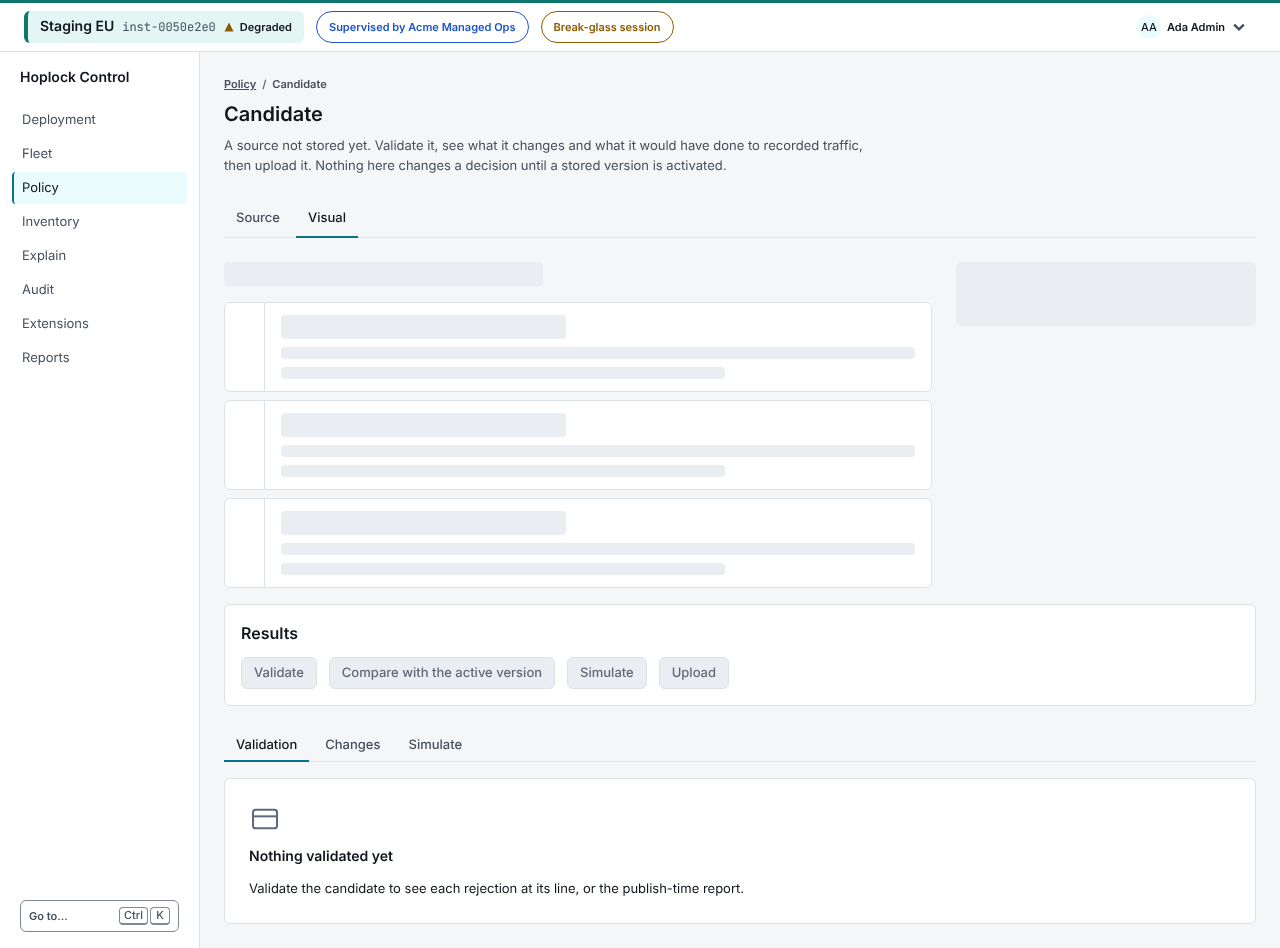 Staging EU inst-0050e2e0 Degraded
Supervised by Acme Managed Ops
Break-glass session
AA Ada Admin
Hoplock Control
Deployment
Fleet
Policy
Inventory
Explain
Audit
Extensions
Reports
Go to... Ctrl K
Policy / Candidate
Candidate
A source not stored yet. Validate it, see what it changes and what it would have done to recorded traffic,
then upload it. Nothing here changes a decision until a stored version is activated.
Source Visual
Results
Validate Compare with the active version Simulate Upload
Validation Changes Simulate
Nothing validated yet
Validate the candidate to see each rejection at its line, or the publish-time report.